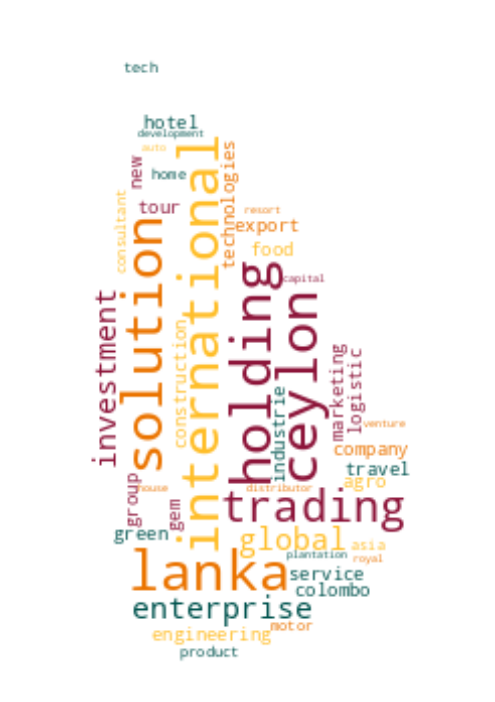 tech
hotel
development
auto
new
home
technologies
international
consultant
tour
resort
export
solution
food
holding
capital
investment
ceylon
construction
marketing
logistic
industrie
venture
company
travel
group
house
agro
distributor
trading
gem
green
global
asia
lanka
plantation
royal
service
colombo
enterprise
motor
engineering
product